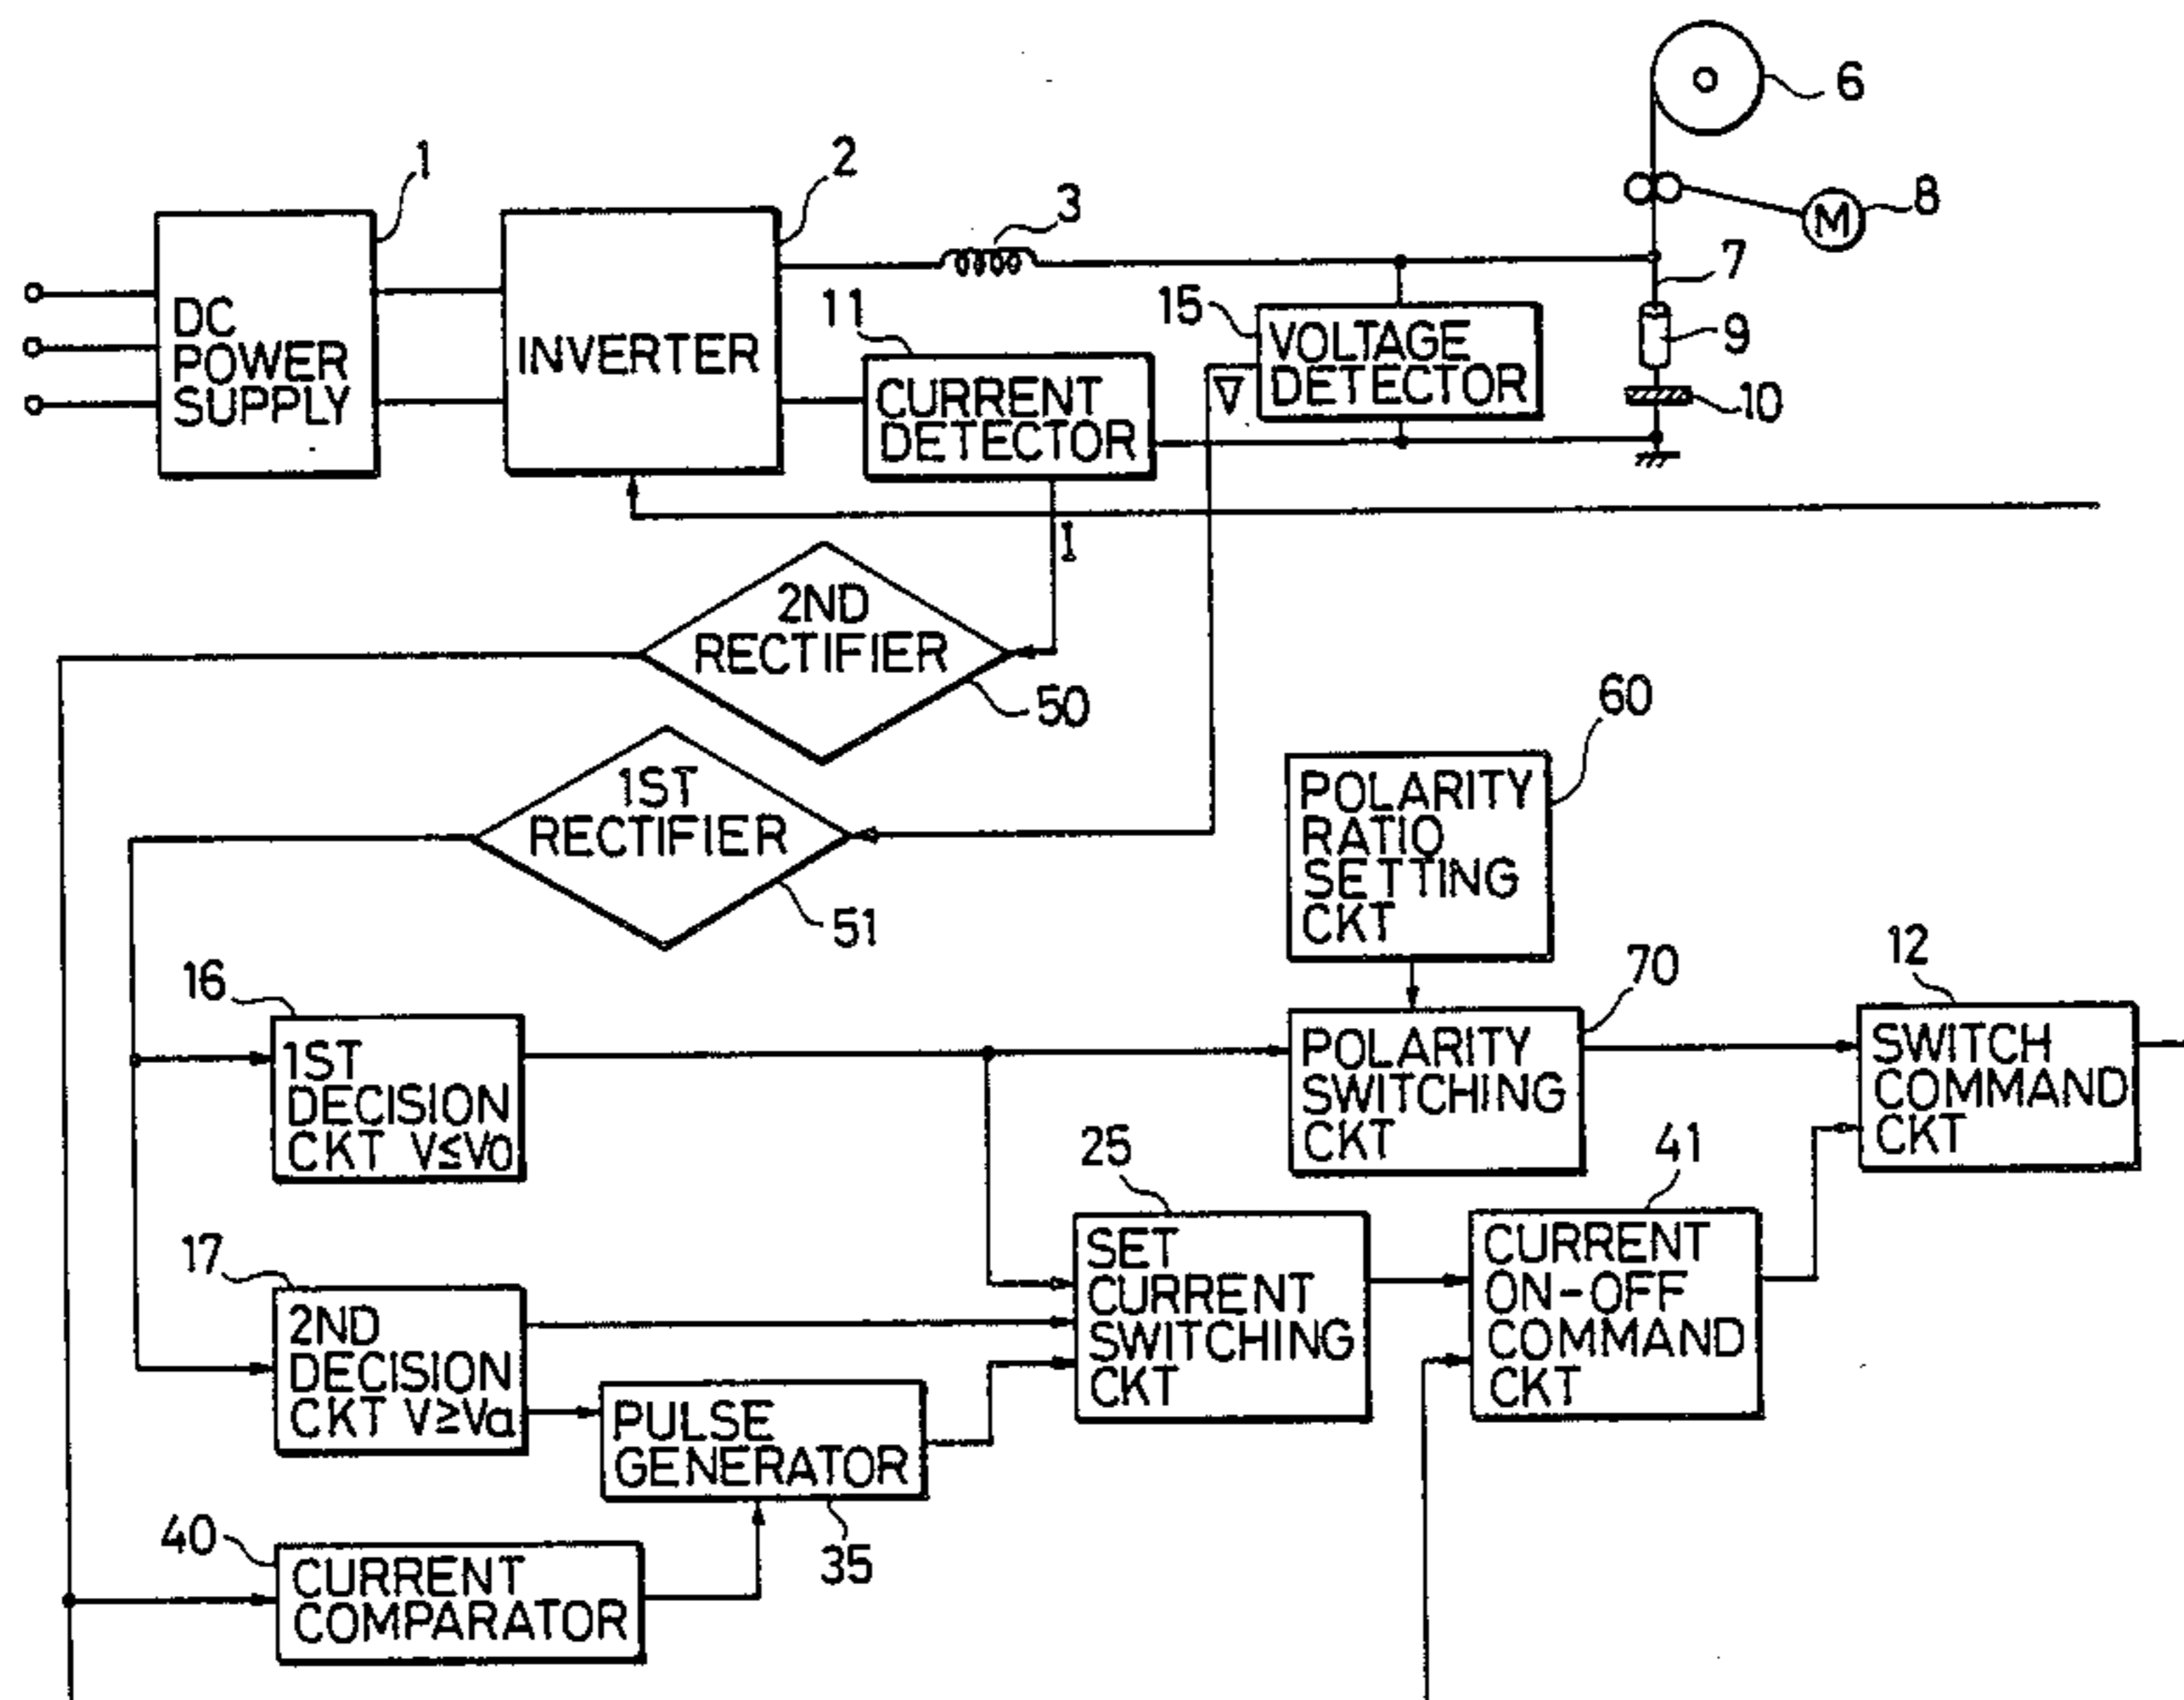 6
1
2
3
M
8
7
DC
POWER
SUPPLY
INVERTER
11
CURRENT
DETECTOR
15
VOLTAGE
DETECTOR
V
9
10
I
2ND
RECTIFIER
50
1ST
RECTIFIER
51
60
POLARITY
RATIO
SETTING
CKT
16
1ST
DECISION
CKT V≤Vo
70
POLARITY
SWITCHING
CKT
12
SWITCH
COMMAND
CKT
17
2ND
DECISION
CKT V≥Va
25
SET
CURRENT
SWITCHING
CKT
41
CURRENT
ON-OFF
COMMAND
CKT
PULSE
GENERATOR
35
40
CURRENT
COMPARATOR